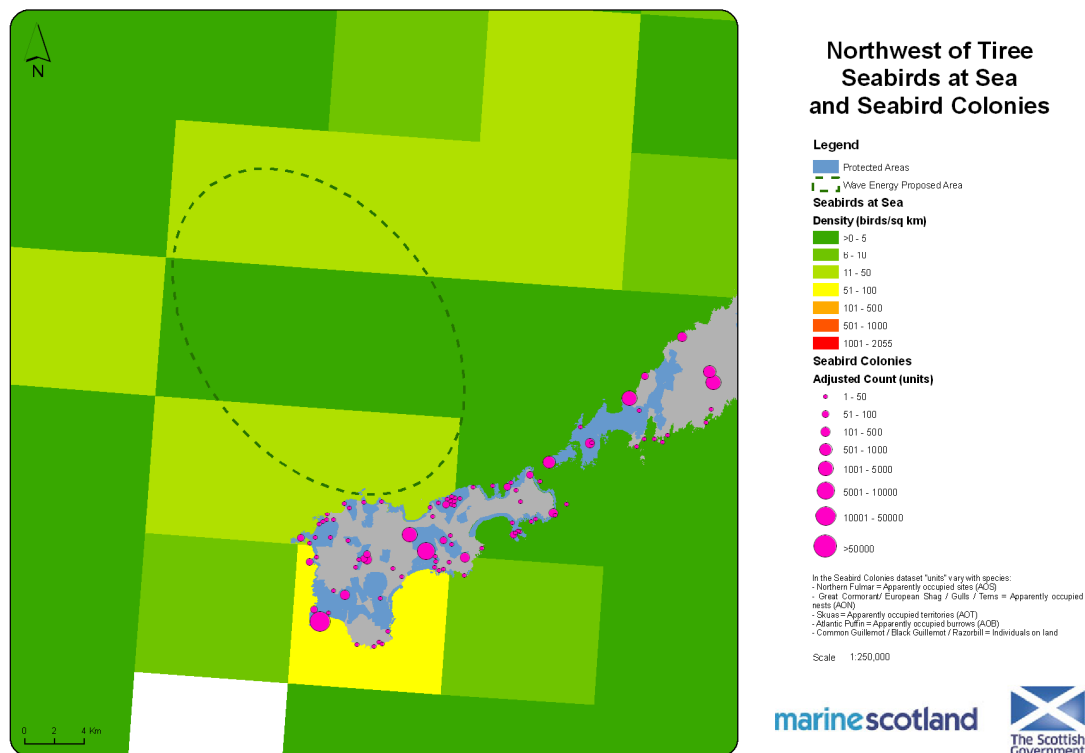 N
0 2 4 Km
Northwest of Tiree
Seabirds at Sea
and Seabird Colonies
Legend
Protected Areas
Wave Energy Proposed Area
Seabirds at Sea
Density (birds/sq km)
>0 - 5
6 - 10
11 - 50
51 - 100
101 - 500
501 - 1000
1001 - 2055
Seabird Colonies
Adjusted Count (units)
1 - 50
51 - 100
101 - 500
501 - 1000
1001 - 5000
5001 - 10000
10001 - 50000
>50000
In the Seabird Colonies dataset "units" vary with species:
- Northern Fulmar = Apparently occupied sites (AOS)
- Great Cormorant/ European Shag / Gulls / Terns = Apparently occupied
nests (AON)
- Skuas = Apparently occupied territories (AOT)
- Atlantic Puffin = Apparently occupied burrows (AOB)
- Common Guillemot / Black Guillemot / Razorbill = Individuals on land
Scale 1:250,000
marinescotland
The Scottish
Government